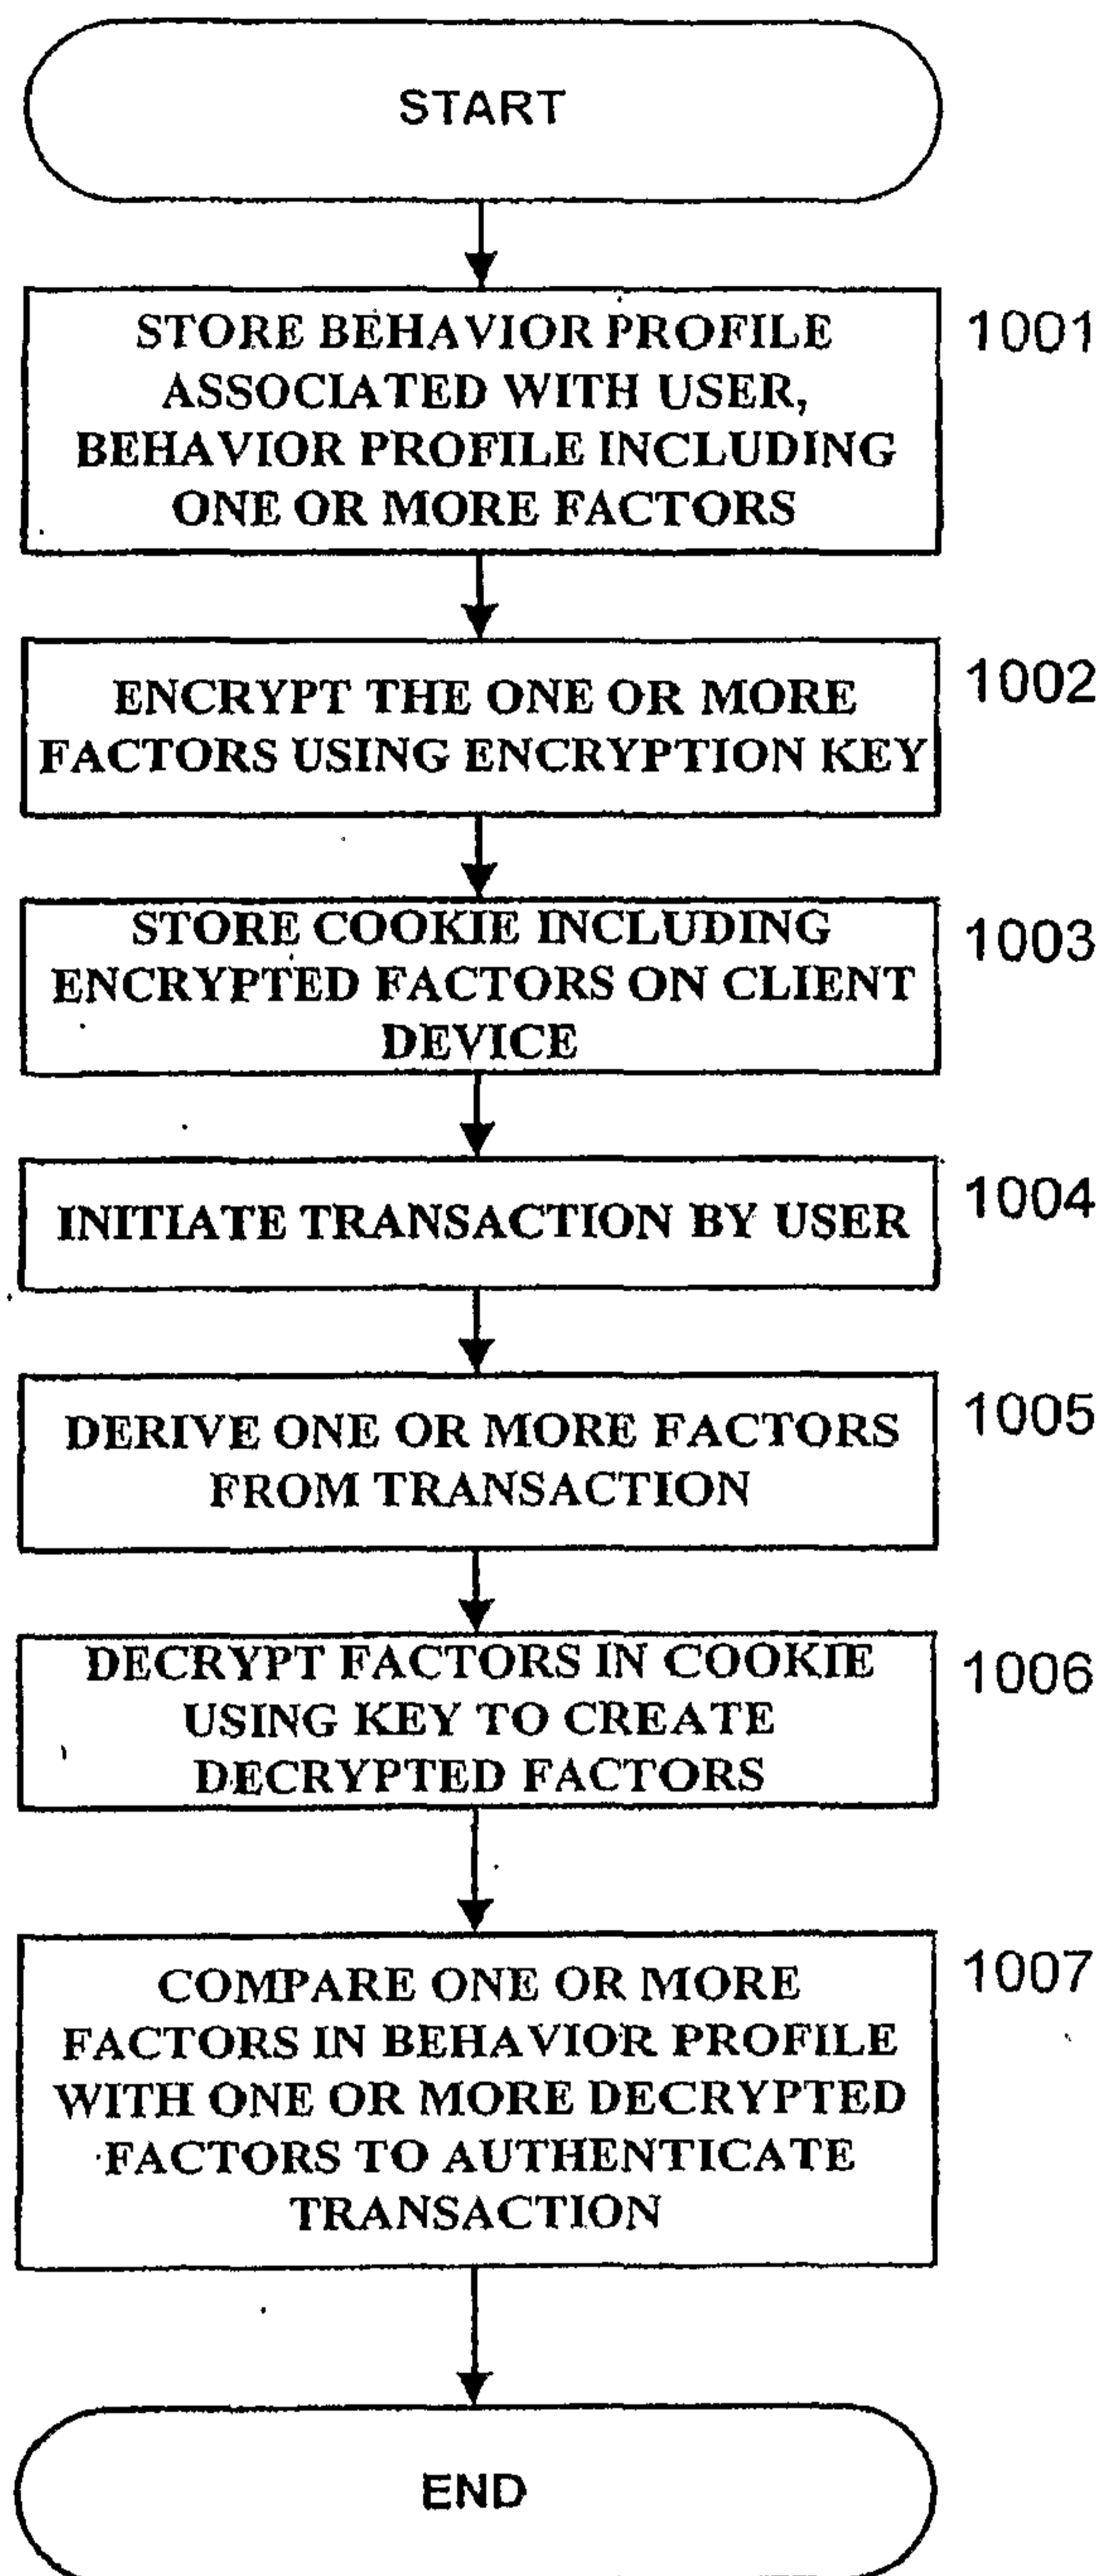 START
STORE BEHAVIOR PROFILE
ASSOCIATED WITH USER,
BEHAVIOR PROFILE INCLUDING
ONE OR MORE FACTORS
1001
ENCRYPT THE ONE OR MORE
FACTORS USING ENCRYPTION KEY
1002
STORE COOKIE INCLUDING
ENCRYPTED FACTORS ON CLIENT
DEVICE
1003
INITIATE TRANSACTION BY USER
1004
DERIVE ONE OR MORE FACTORS
FROM TRANSACTION
1005
DECRYPT FACTORS IN COOKIE
USING KEY TO CREATE
DECRYPTED FACTORS
1006
COMPARE ONE OR MORE
FACTORS IN BEHAVIOR PROFILE
WITH ONE OR MORE DECRYPTED
FACTORS TO AUTHENTICATE
TRANSACTION
1007
END